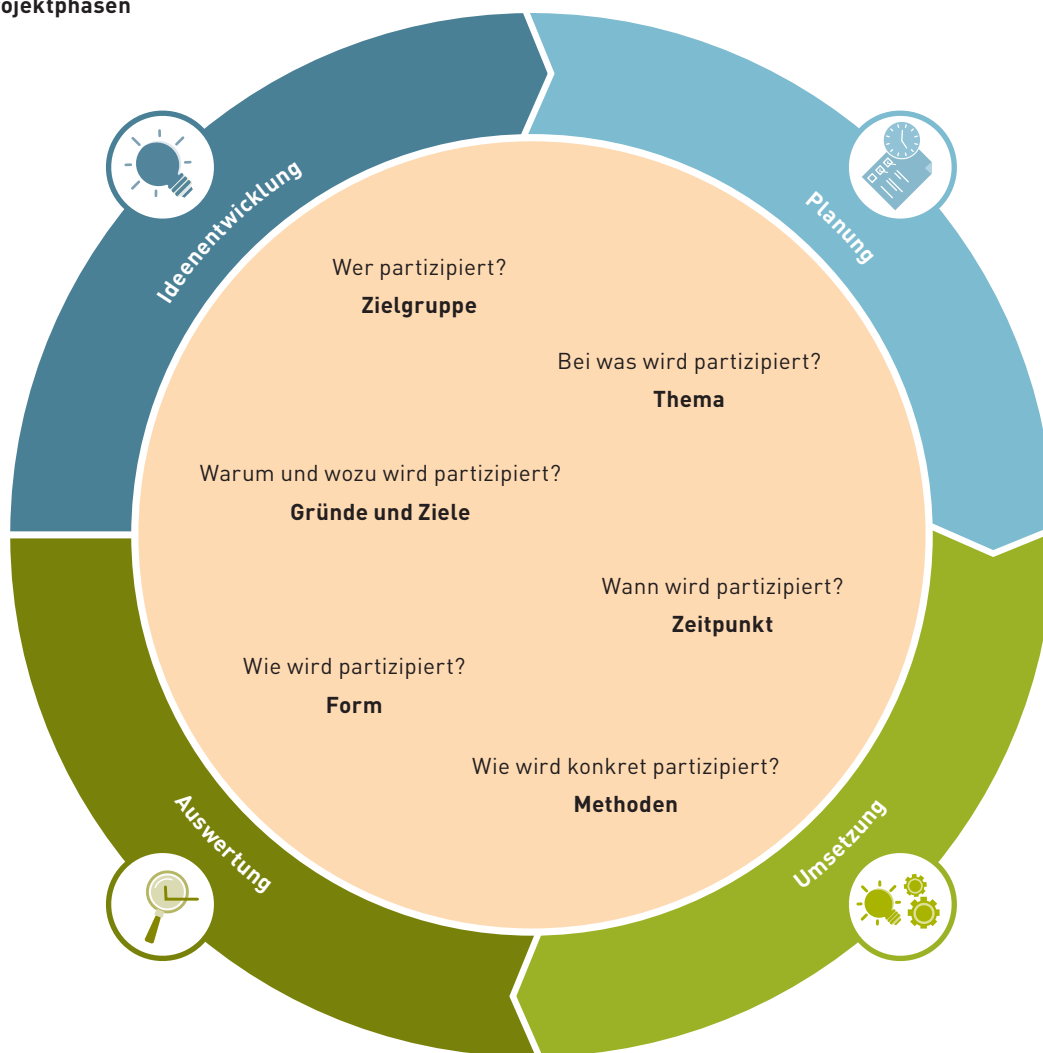 ojektphasen
Ideenentwicklung
Planung
Wer partizipiert?
Zielgruppe
Bei was wird partizipiert?
Thema
Warum und wozu wird partizipiert?
Gründe und Ziele
Wann wird partizipiert?
Zeitpunkt
Wie wird partizipiert?
Form
Wie wird konkret partizipiert?
Methoden
Auswertung
Umsetzung